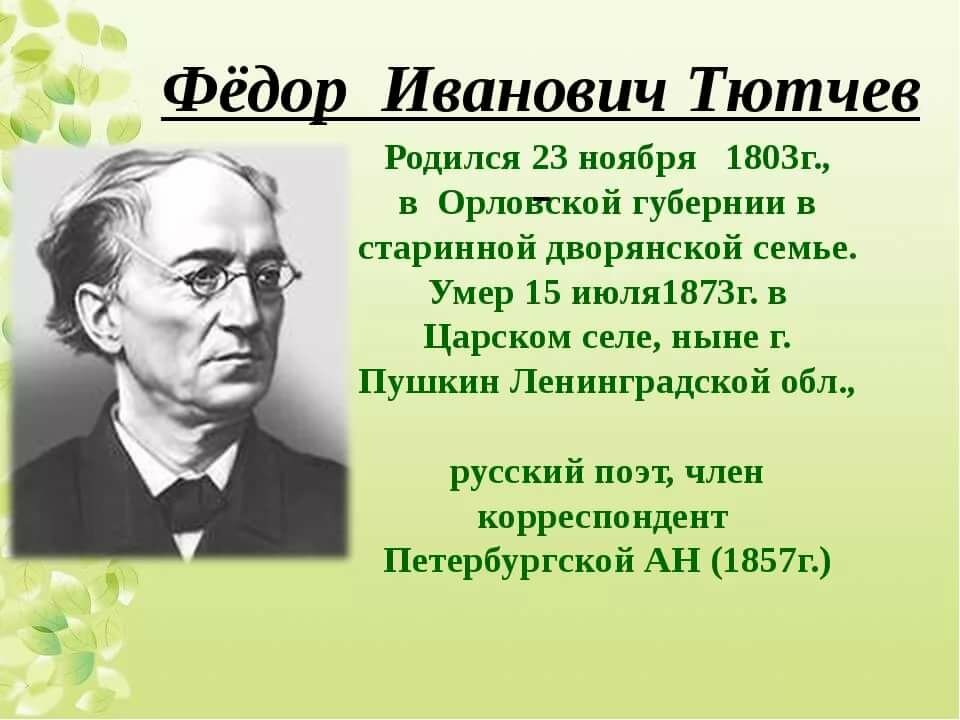 Фёдор Иванович Тютчев
Родился 23 ноября 1803г.,
в Орловской губернии в
старинной дворянской семье.
Умер 15 июля1873г. в
Царском селе, ныне г.
Пушкин Ленинградской обл.,
русский поэт, член
корреспондент
Петербургской АН (1857г.)